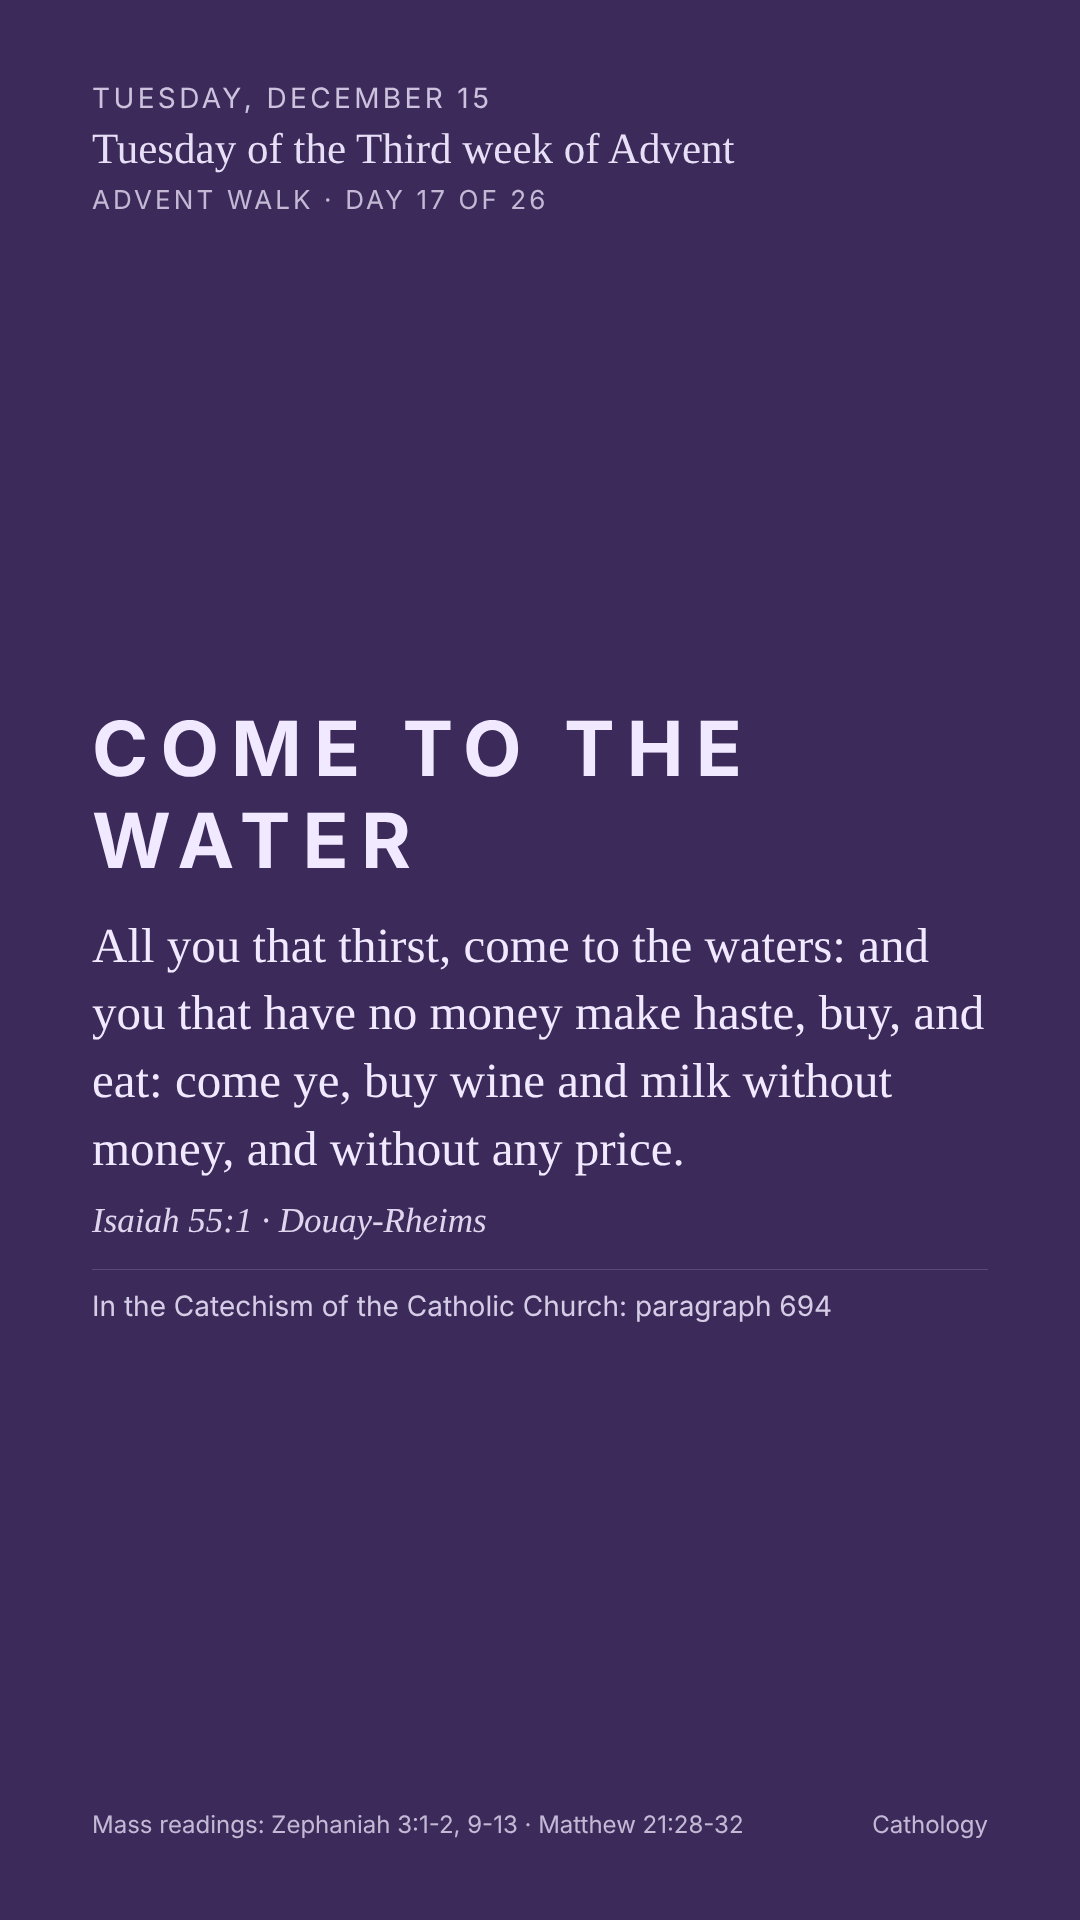 TUESDAY, DECEMBER 15
Tuesday of the Third week of Advent
ADVENT WALK · DAY 17 OF 26
COME TO THE
WATER
All you that thirst, come to the waters: and
you that have no money make haste, buy, and
eat: come ye, buy wine and milk without
money, and without any price.
Isaiah 55:1 · Douay-Rheims
In the Catechism of the Catholic Church: paragraph 694
Mass readings: Zephaniah 3:1-2, 9-13 · Matthew 21:28-32
Cathology